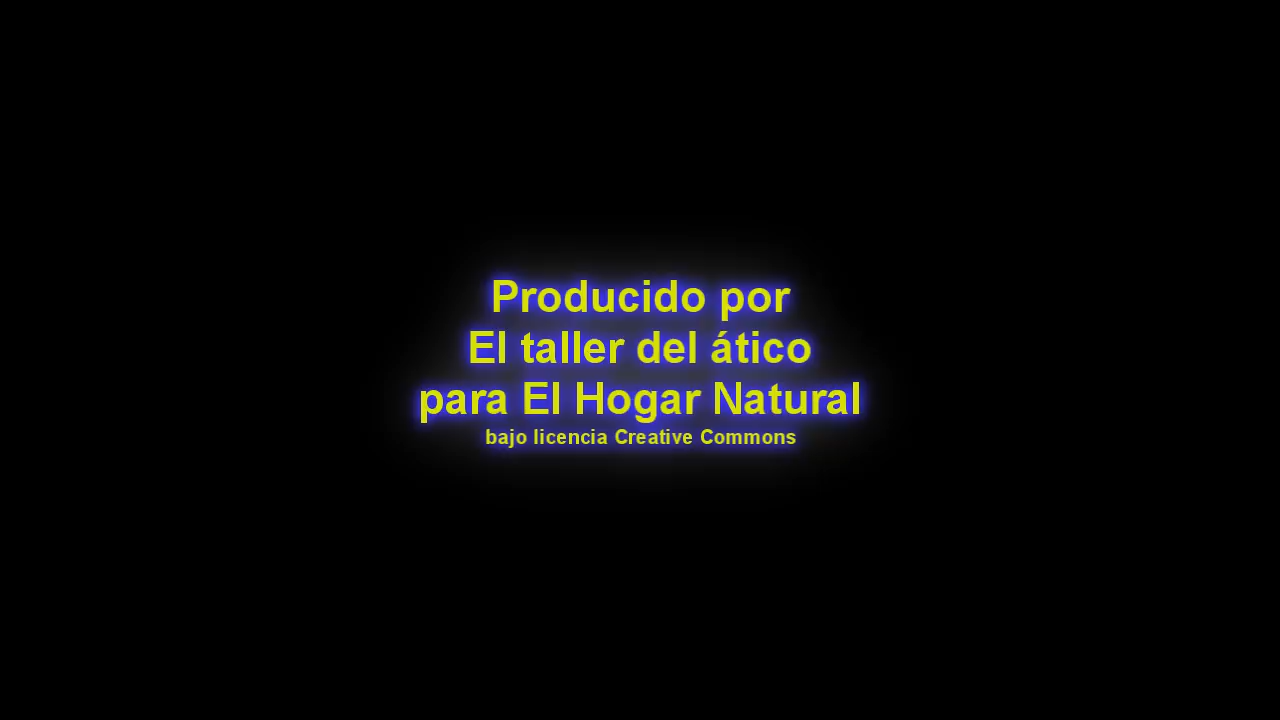 Producido por
El taller del ático
para El Hogar Natural
bajo licencia Creative Commons